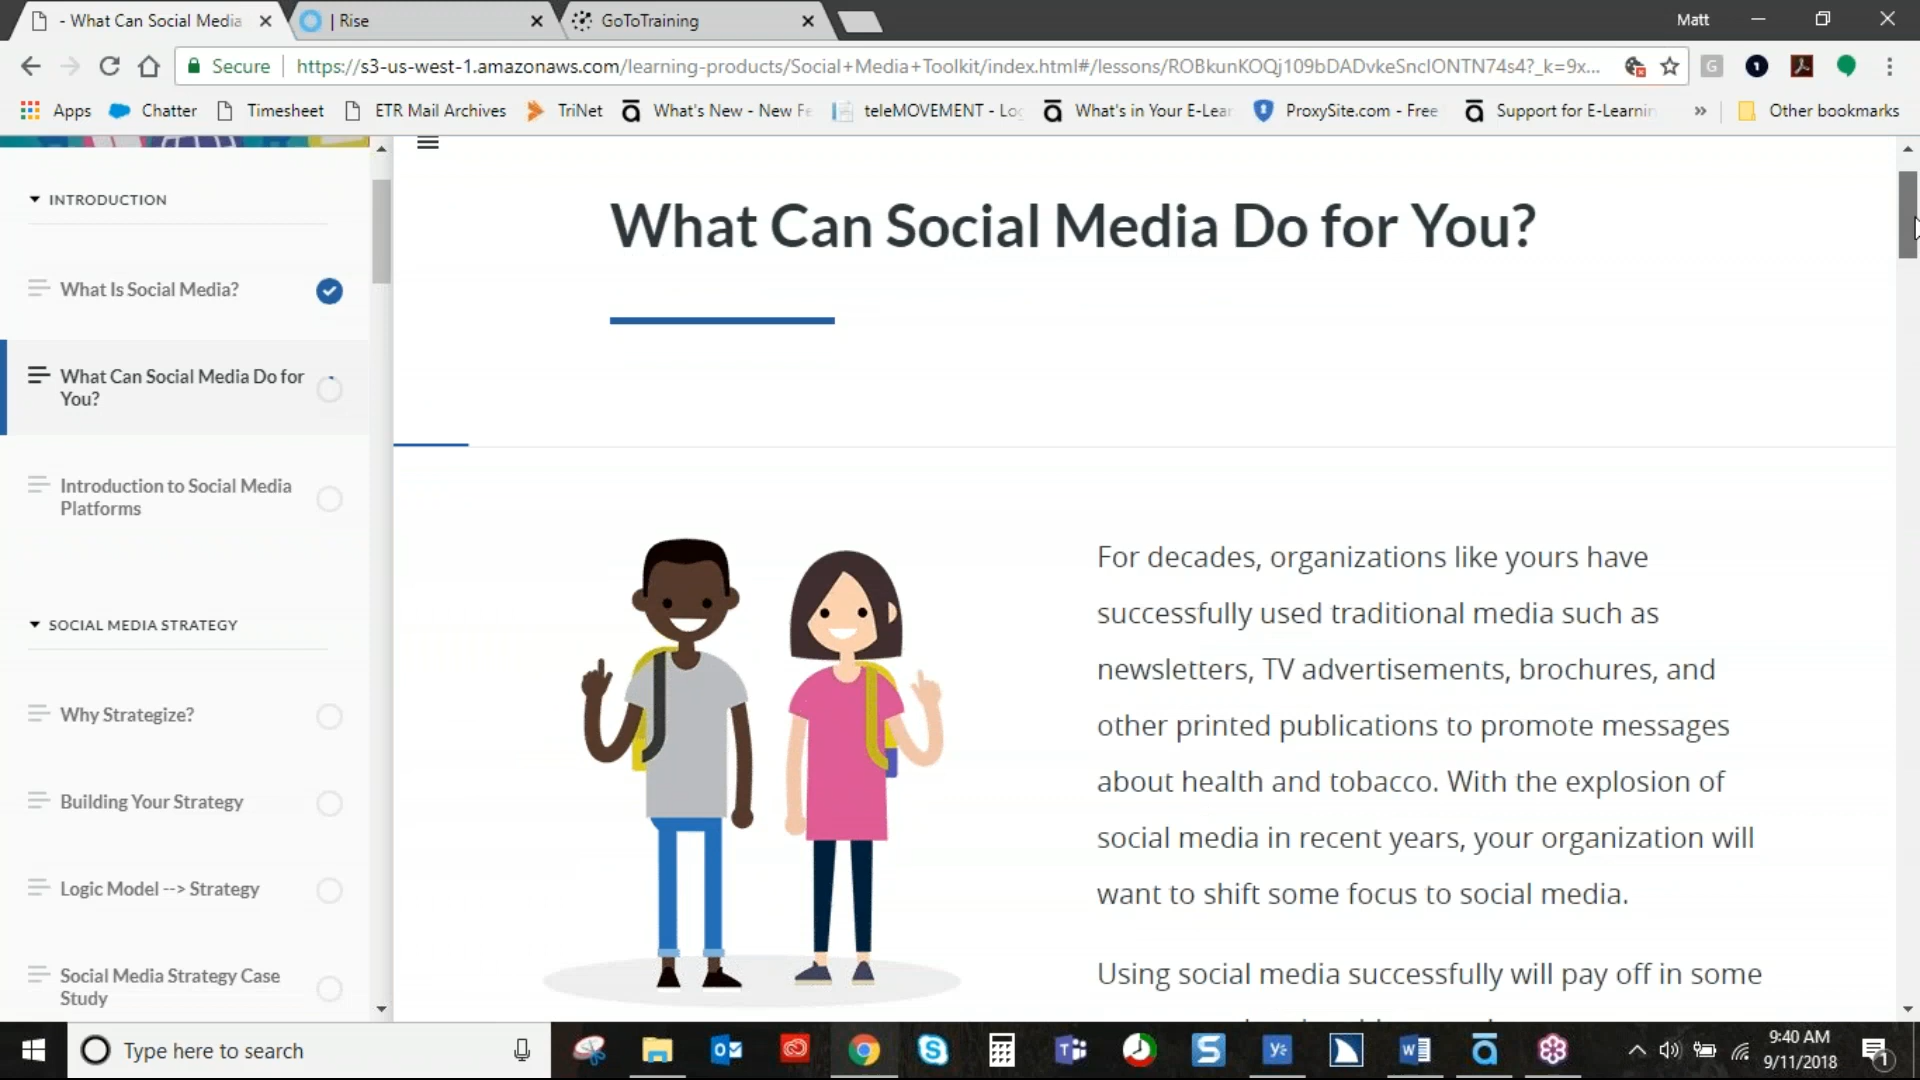 - What Can Social Media
| Rise
GoToTraining
Matt
Secure
https://s3-us-west-1.amazonaws.com/learning-products/Social+Media+Toolkit/index.html#/lessons/ROBkunKOQj109bDADvkeSncIONTN74s4?_k=9x...
Apps
Chatter
Timesheet
ETR Mail Archives
TriNet
What's New - New Fe
teleMOVEMENT - Lo
What's in Your E-Lear
ProxySite.com - Free
Support for E-Learnin
»
Other bookmarks
INTRODUCTION
What Is Social Media?
What Can Social Media Do for
You?
Introduction to Social Media
Platforms
SOCIAL MEDIA STRATEGY
Why Strategize?
Building Your Strategy
Logic Model --> Strategy
Social Media Strategy Case
Study
What Can Social Media Do for You?
For decades, organizations like yours have
successfully used traditional media such as
newsletters, TV advertisements, brochures, and
other printed publications to promote messages
about health and tobacco. With the explosion of
social media in recent years, your organization will
want to shift some focus to social media.
Using social media successfully will pay off in some
Type here to search
9:40 AM
9/11/2018
1